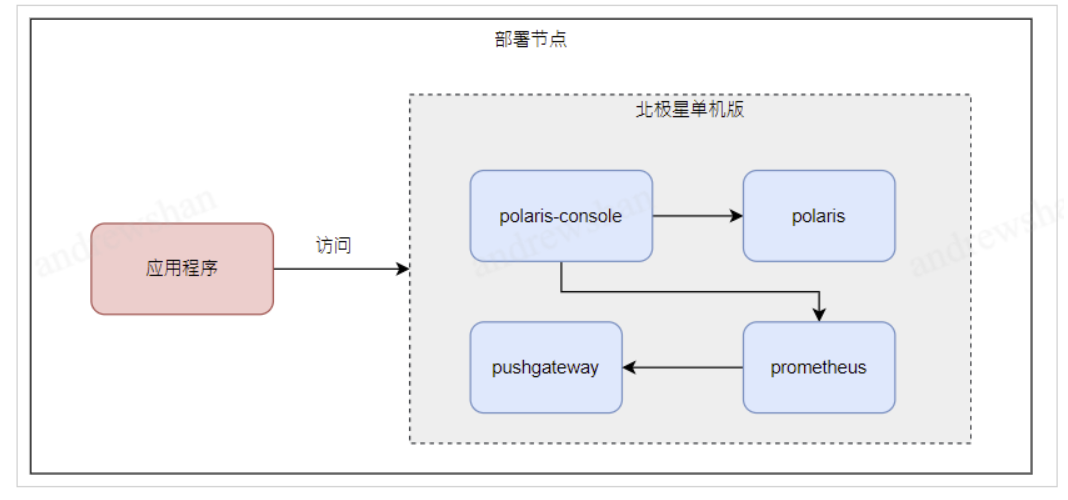 部署节点
北极星单机版
polaris-console
polaris
应用程序
访问
pushgateway
prometheus
andrewshan
andrewshan
andrewsha